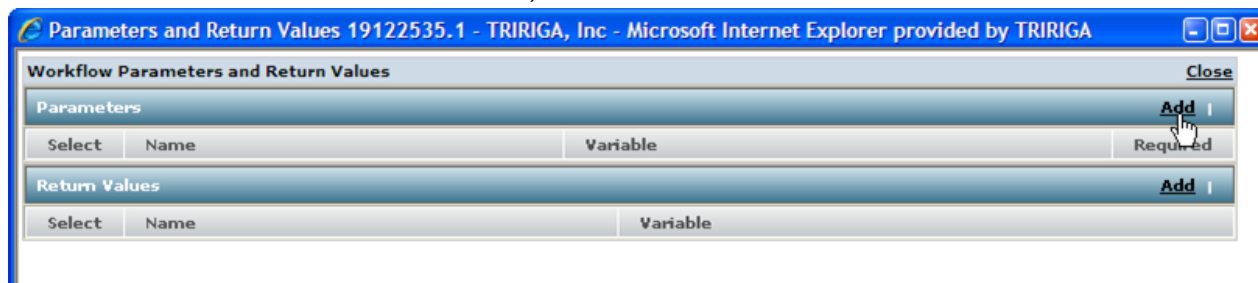 Parameters and Return Values 19122535.1 - TRIRIGA, Inc - Microsoft Internet Explorer provided by TRIRIGA
Workflow Parameters and Return Values Close
Parameters Add |
Select Name Variable Required
Return Values Add |
Select Name Variable